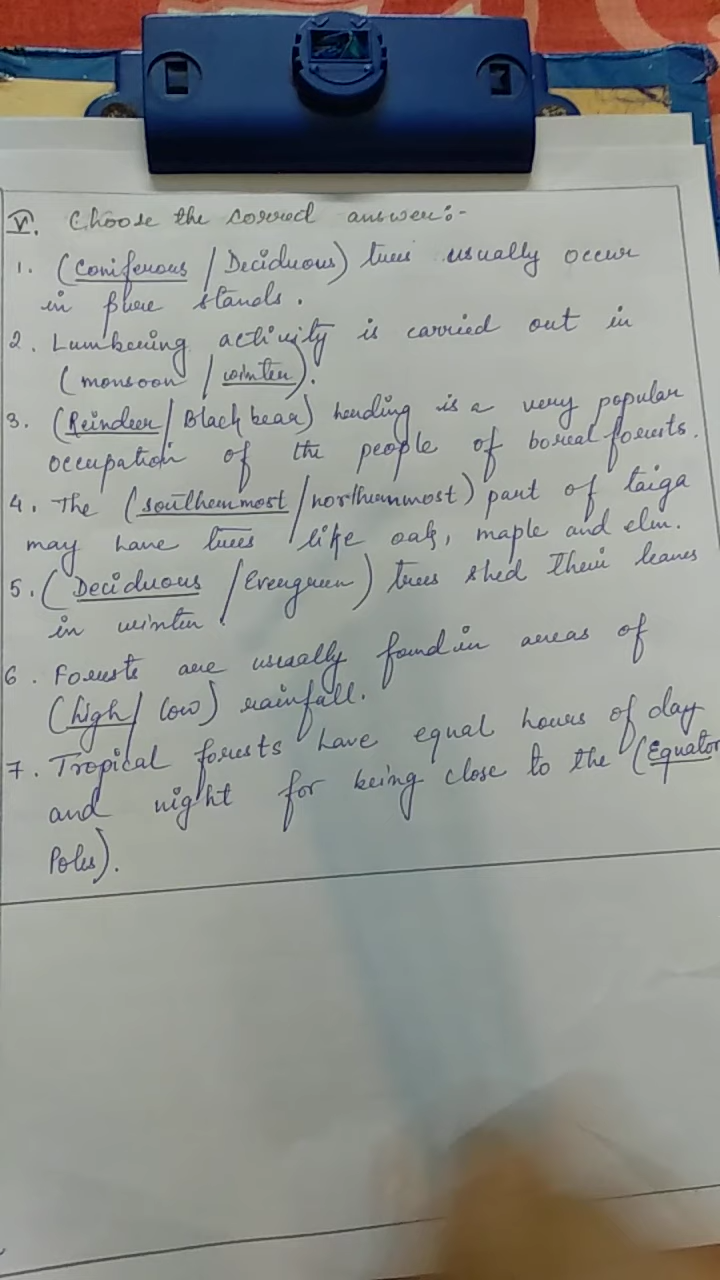 V. Choose the correct answer:-
1. (Coniferous / Deciduous) trees usually occur
in pure stands.
2. Lumbering activity is carried out in
(monsoon / winter).
3. (Reindeer / Black bear) herding is a very popular
occupation of the people of boreal forests.
4. The (southernmost / northernmost) part of taiga
may have trees like oak, maple and elm.
5. (Deciduous / Evergreen) trees shed their leaves
in winter.
6. Forests are usually found in areas of
(high / low) rainfall.
7. Tropical forests have equal hours of day
and night for being close to the (Equator
Poles).